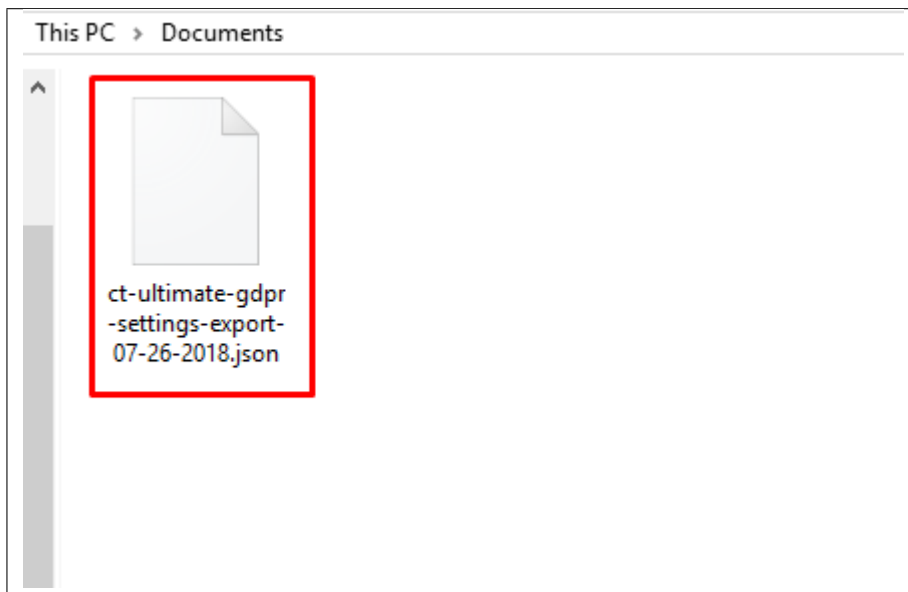 This PC > Documents
ct-ultimate-gdpr
-settings-export-
07-26-2018.json